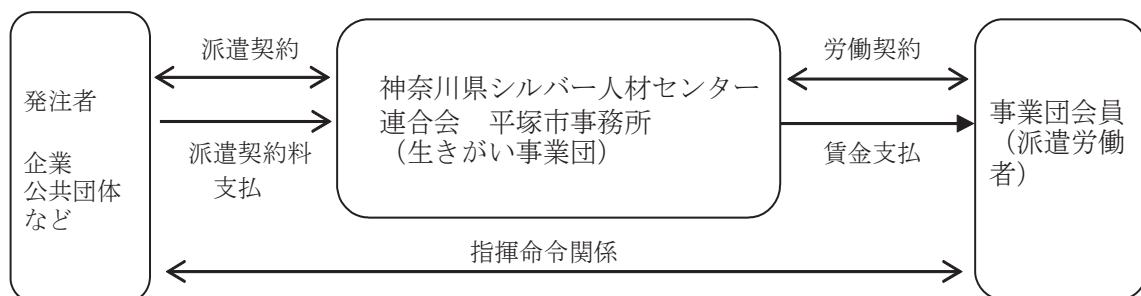 発注者
企業
公共団体
など
派遣契約
派遣契約料
支払
神奈川県シルバー人材センター
連合会　平塚市事務所
（生きがい事業団）
労働契約
賃金支払
事業団会員
（派遣労働
者）
指揮命令関係